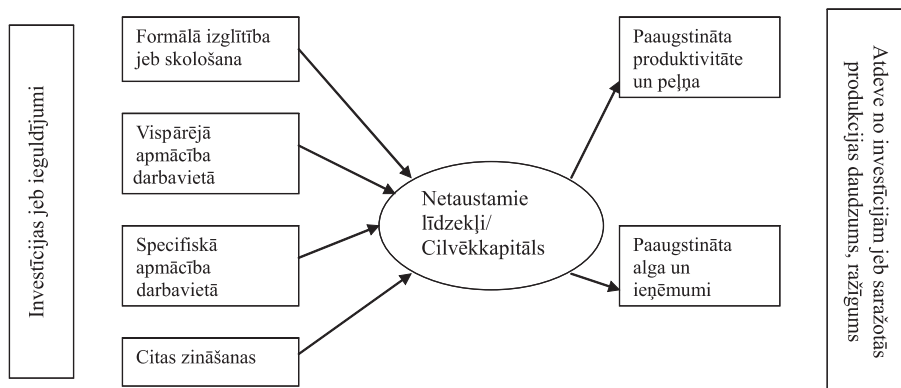 Investīcijas jeb ieguldījumi
Formālā izglītība
jeb skološana
Vispārējā
apmācība
darbavietā
Specifiskā
apmācība
darbavietā
Citas zināšanas
Netaustamie
līdzekļi/
Cilvēkkapitāls
Paaugstināta
produktivitāte
un peļņa
Paaugstināta
alga un
ieņēmumi
Atdeve no investīcijām jeb saražotās
produkcijas daudzums, ražīgums